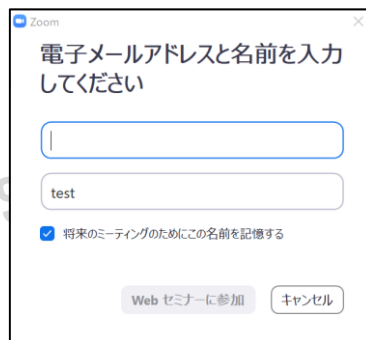 Zoom
電子メールアドレスと名前を入力
してください
test
将来のミーティングのためにこの名前を記憶する
Web セミナーに参加
キャンセル